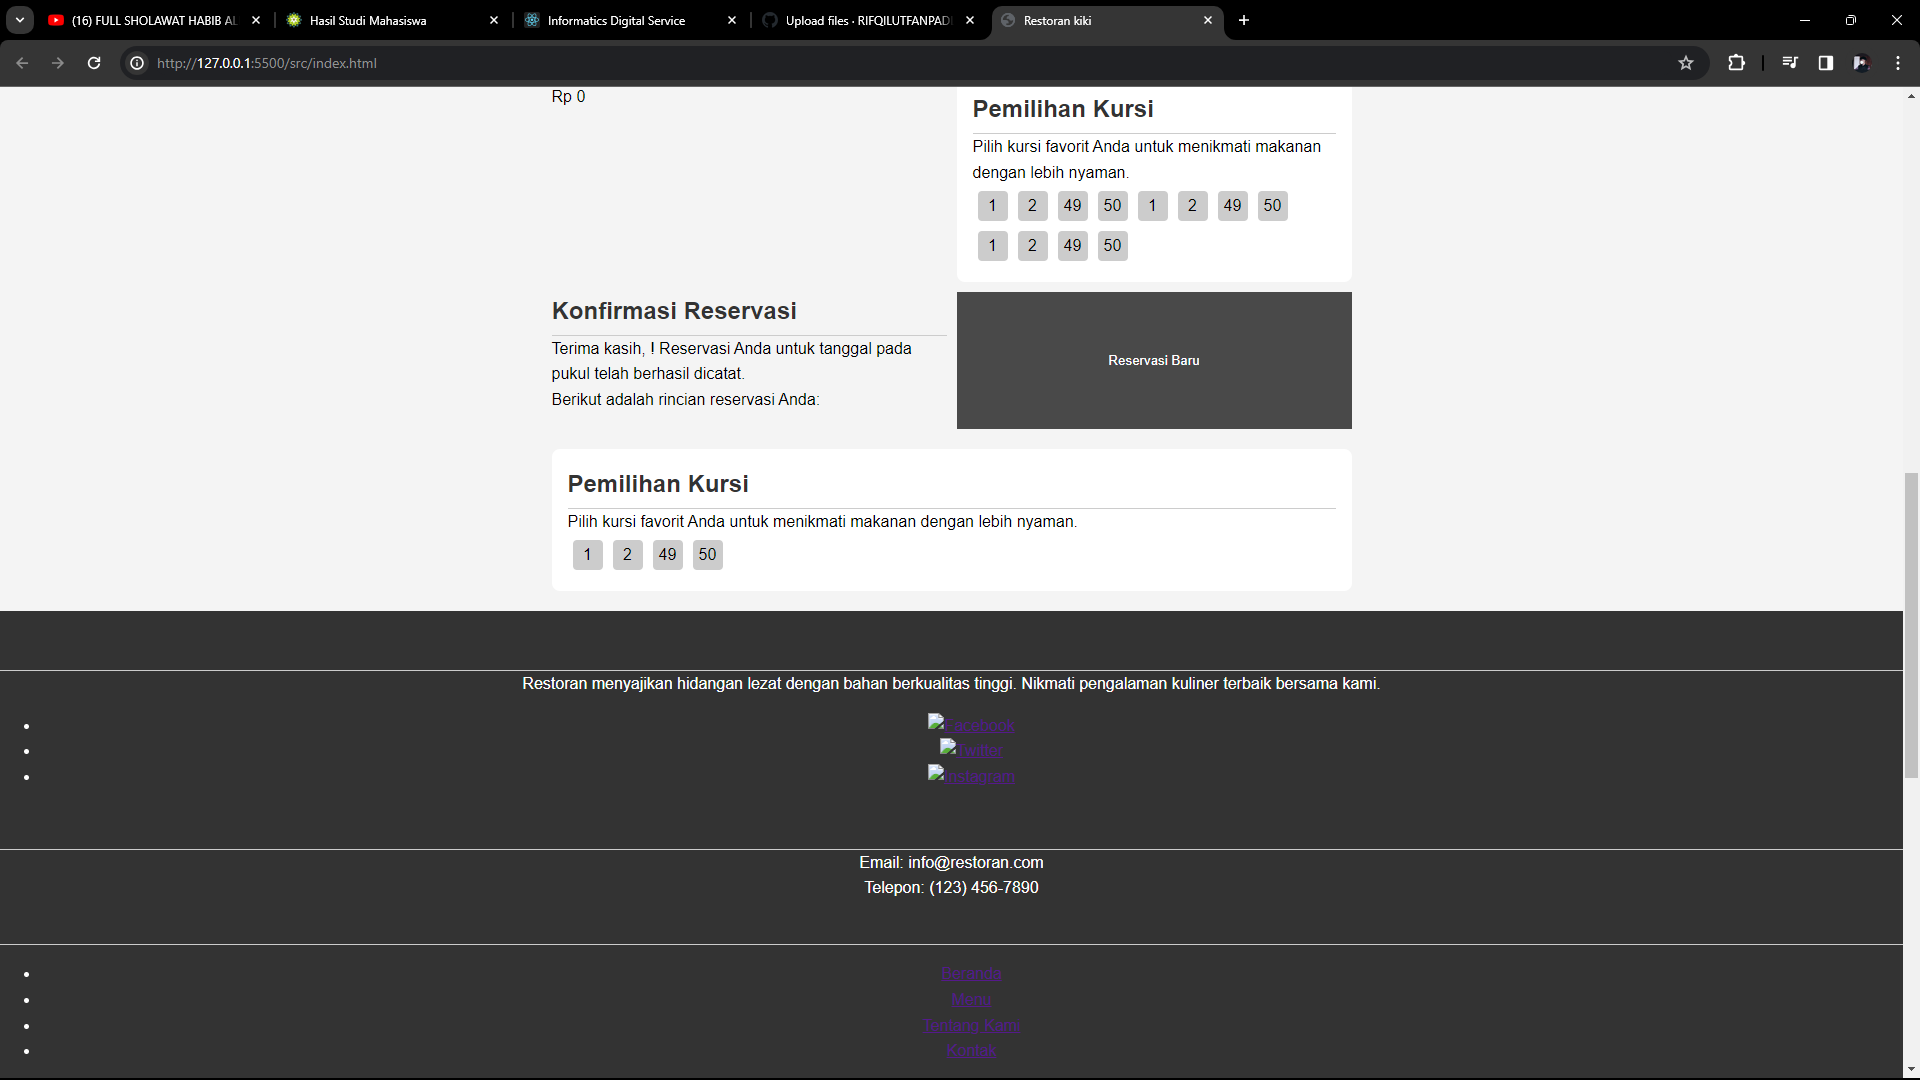 (16) FULL SHOLAWAT HABIB AL
Hasil Studi Mahasiswa
Informatics Digital Service
Upload files · RIFQILUTFANPADI
Restoran kiki
http://127.0.0.1:5500/src/index.html
Rp 0
Pemilihan Kursi
Pilih kursi favorit Anda untuk menikmati makanan
dengan lebih nyaman.
1 2 49 50 1 2 49 50
1 2 49 50
Konfirmasi Reservasi
Terima kasih, ! Reservasi Anda untuk tanggal pada
pukul telah berhasil dicatat.
Berikut adalah rincian reservasi Anda:
Reservasi Baru
Pemilihan Kursi
Pilih kursi favorit Anda untuk menikmati makanan dengan lebih nyaman.
1 2 49 50
Restoran menyajikan hidangan lezat dengan bahan berkualitas tinggi. Nikmati pengalaman kuliner terbaik bersama kami.
Facebook
Twitter
Instagram
Email: info@restoran.com
Telepon: (123) 456-7890
Beranda
Menu
Tentang Kami
Kontak